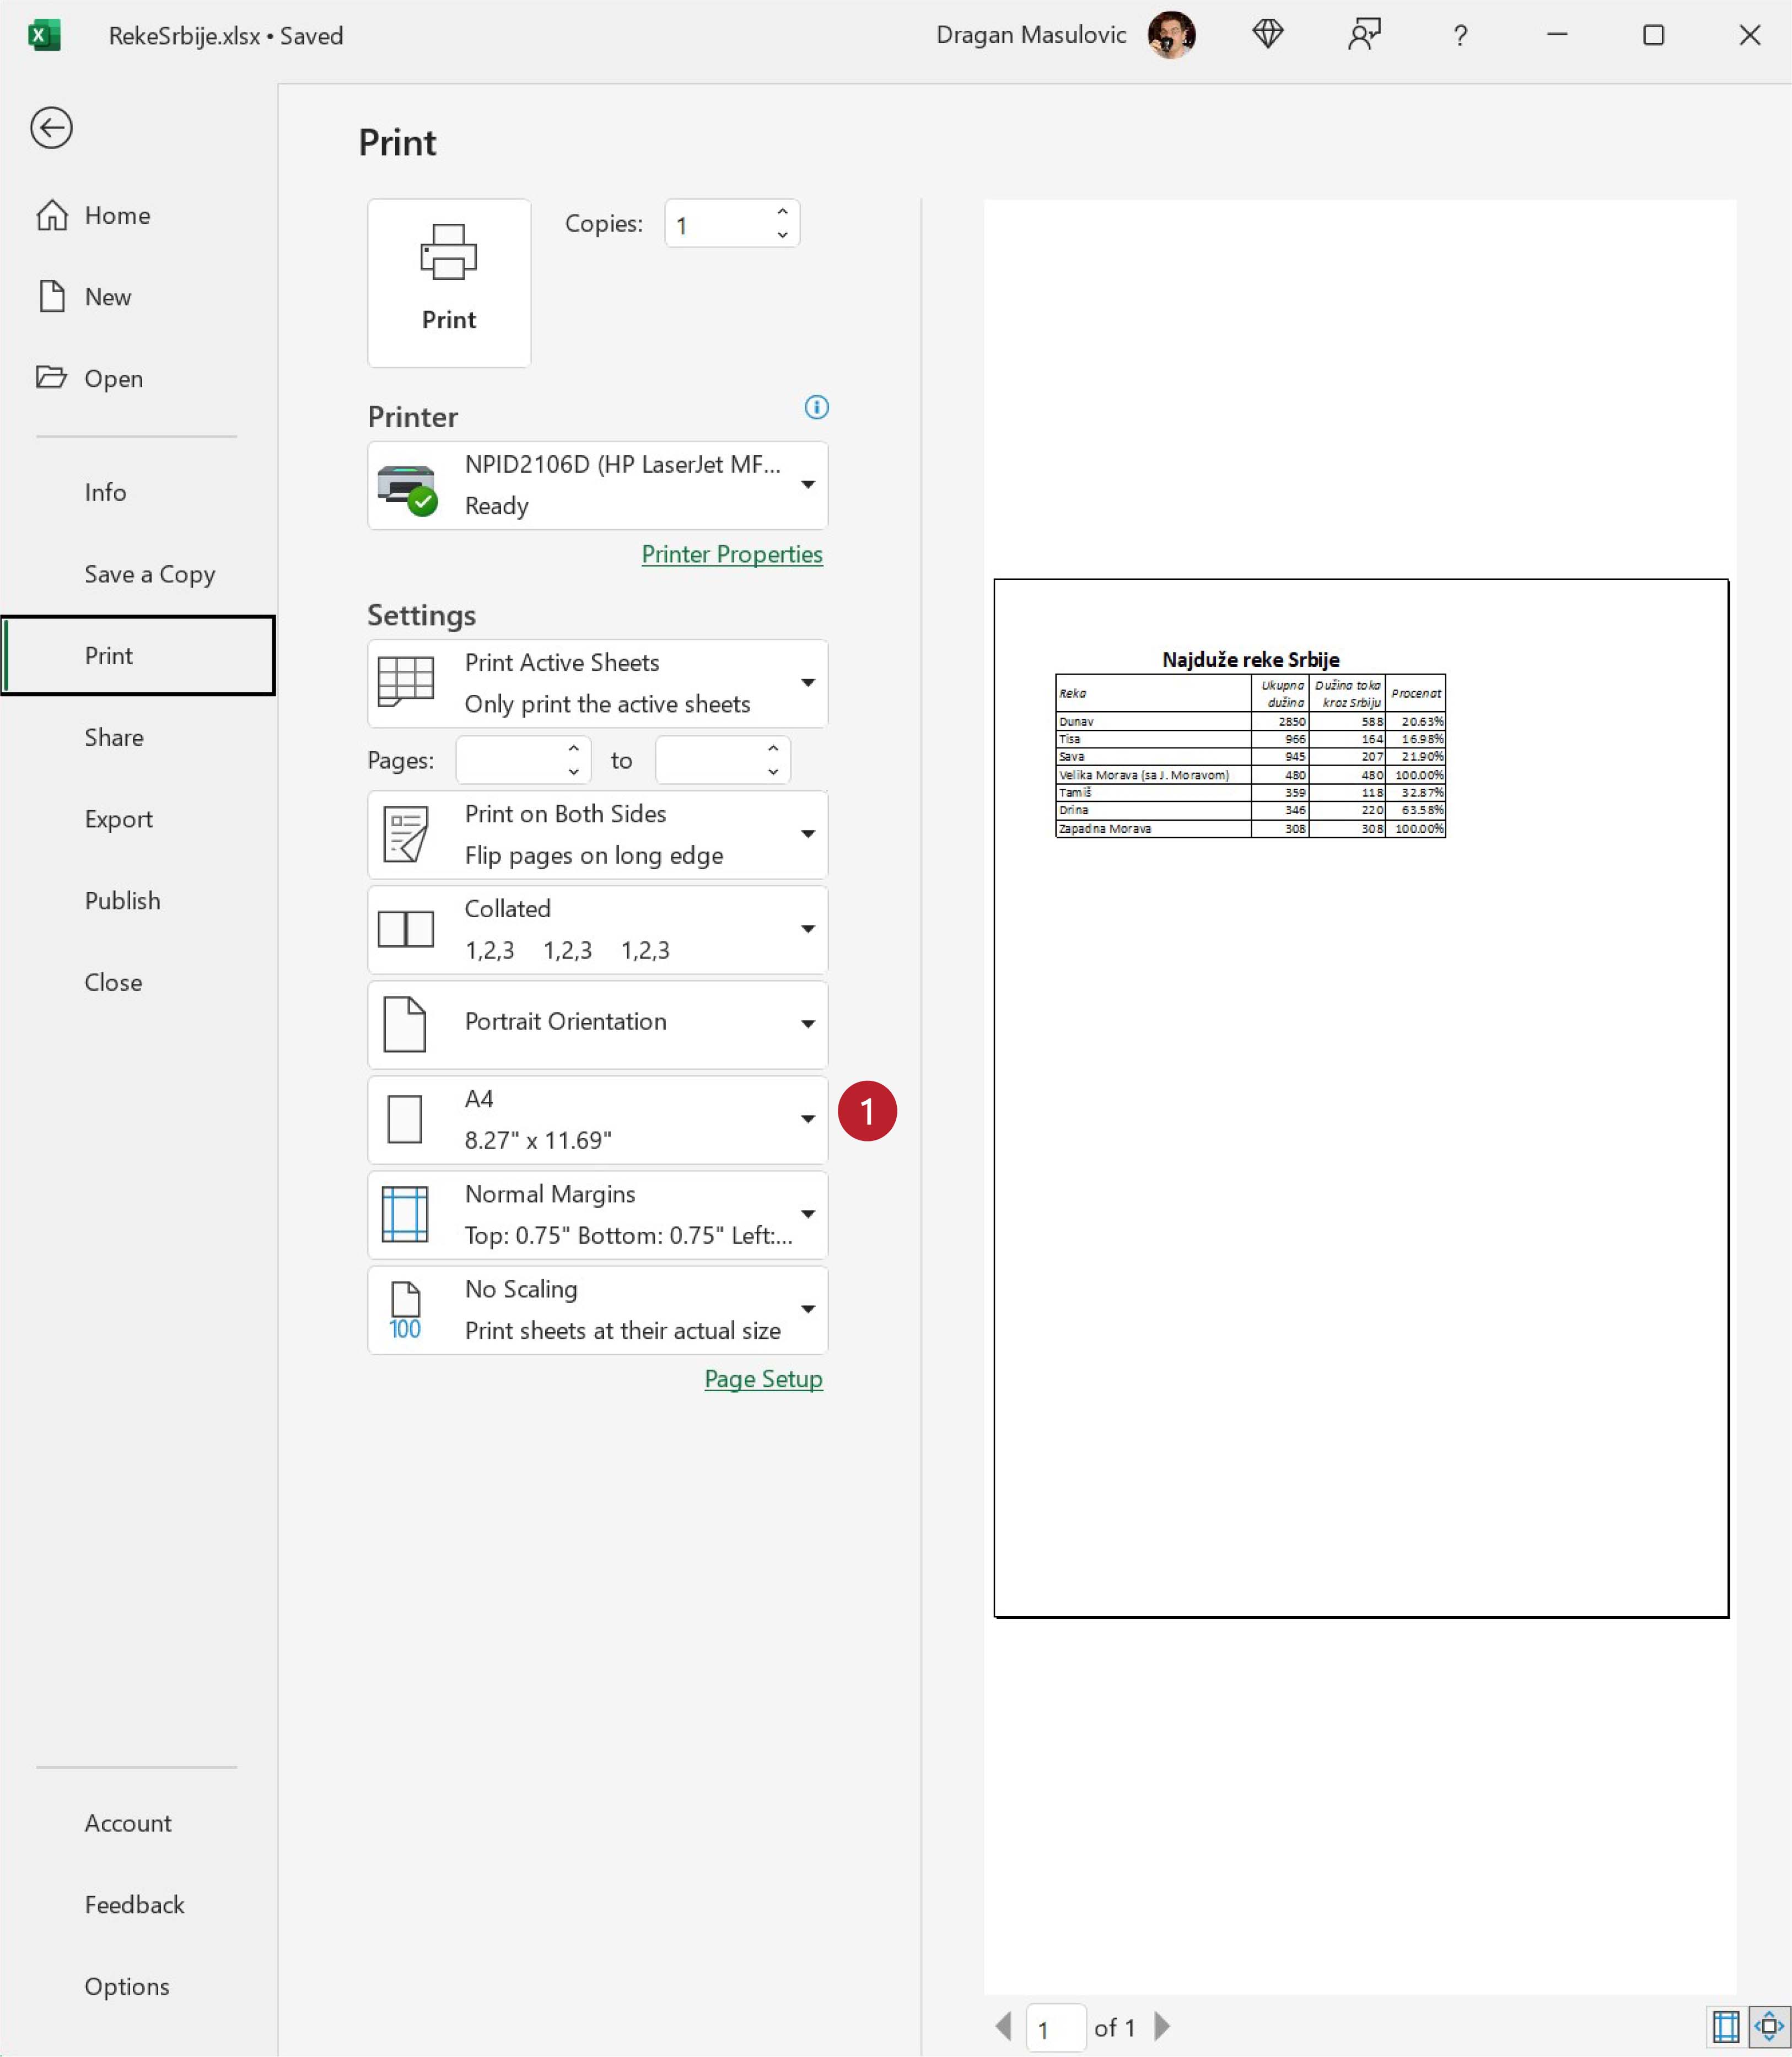 RekeSrbije.xlsx • Saved
Dragan Masulovic
?
Home
New
Open
Info
Save a Copy
Print
Share
Export
Publish
Close
Account
Feedback
Options
Print
Print
Copies: 1
Printer
NPID2106D (HP LaserJet MF...
Ready
Printer Properties
Settings
Print Active Sheets
Only print the active sheets
Pages: to
Print on Both Sides
Flip pages on long edge
Collated
1,2,3 1,2,3 1,2,3
Portrait Orientation
A4
8.27" x 11.69"
1
Normal Margins
Top: 0.75" Bottom: 0.75" Left:...
100
No Scaling
Print sheets at their actual size
Page Setup
Najduže reke Srbije
Reka Ukupna dužina Dužina toka kroz Srbiju Procenat
Dunav 2850 588 20.63%
Tisa 966 164 16.98%
Sava 945 207 21.90%
Velika Morava (sa J. Moravom) 480 480 100.00%
Tamiš 359 118 32.87%
Drina 346 220 63.58%
Zapadna Morava 308 308 100.00%
1 of 1